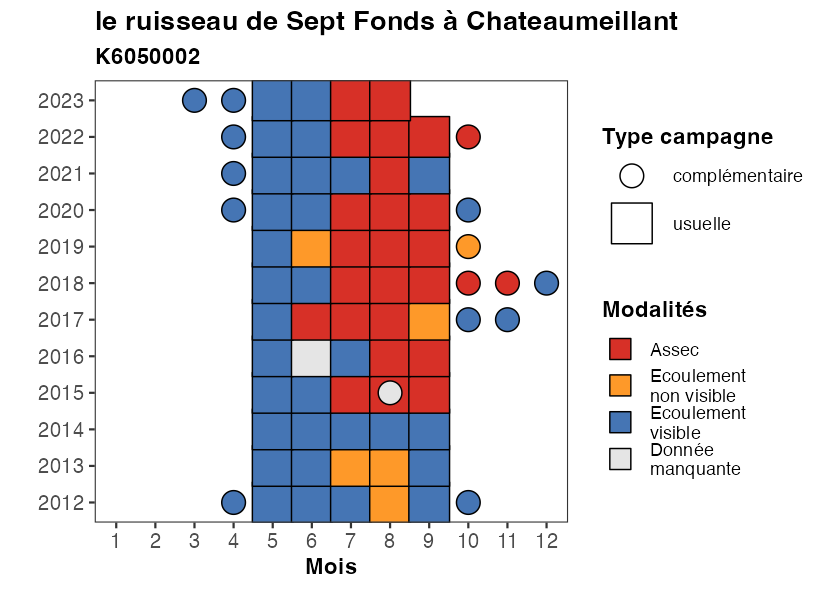 le ruisseau de Sept Fonds à Chateaumeillant
K6050002
2023
2022
2021
2020
2019
2018
2017
2016
2015
2014
2013
2012
1 2 3 4 5 6 7 8 9 10 11 12
Mois
Type campagne
complémentaire
usuelle
Modalités
Assec
Ecoulement
non visible
Ecoulement
visible
Donnée
manquante